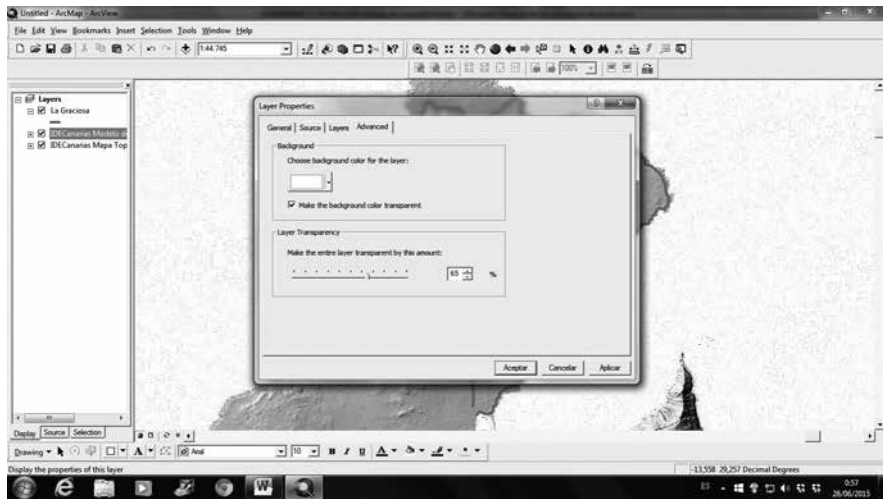 Untitled - ArcMap - ArcView
File Edit View Bookmarks Insert Selection Tools Window Help
1:44.745
100%
Layers
La Graciosa
IDECanarias Modelo d
IDECanarias Mapa Top
Layer Properties
General Source Layers Advanced
Background
Choose background color for the layer:
Make the background color transparent
Layer Transparency
Make the entire layer transparent by this amount:
65 %
Aceptar Cancelar Aplicar
Display Source Selection
Drawing A Arial 10 B I U A
Display the properties of this layer
-13,558 29,257 Decimal Degrees
ES 0:57
28/06/2015